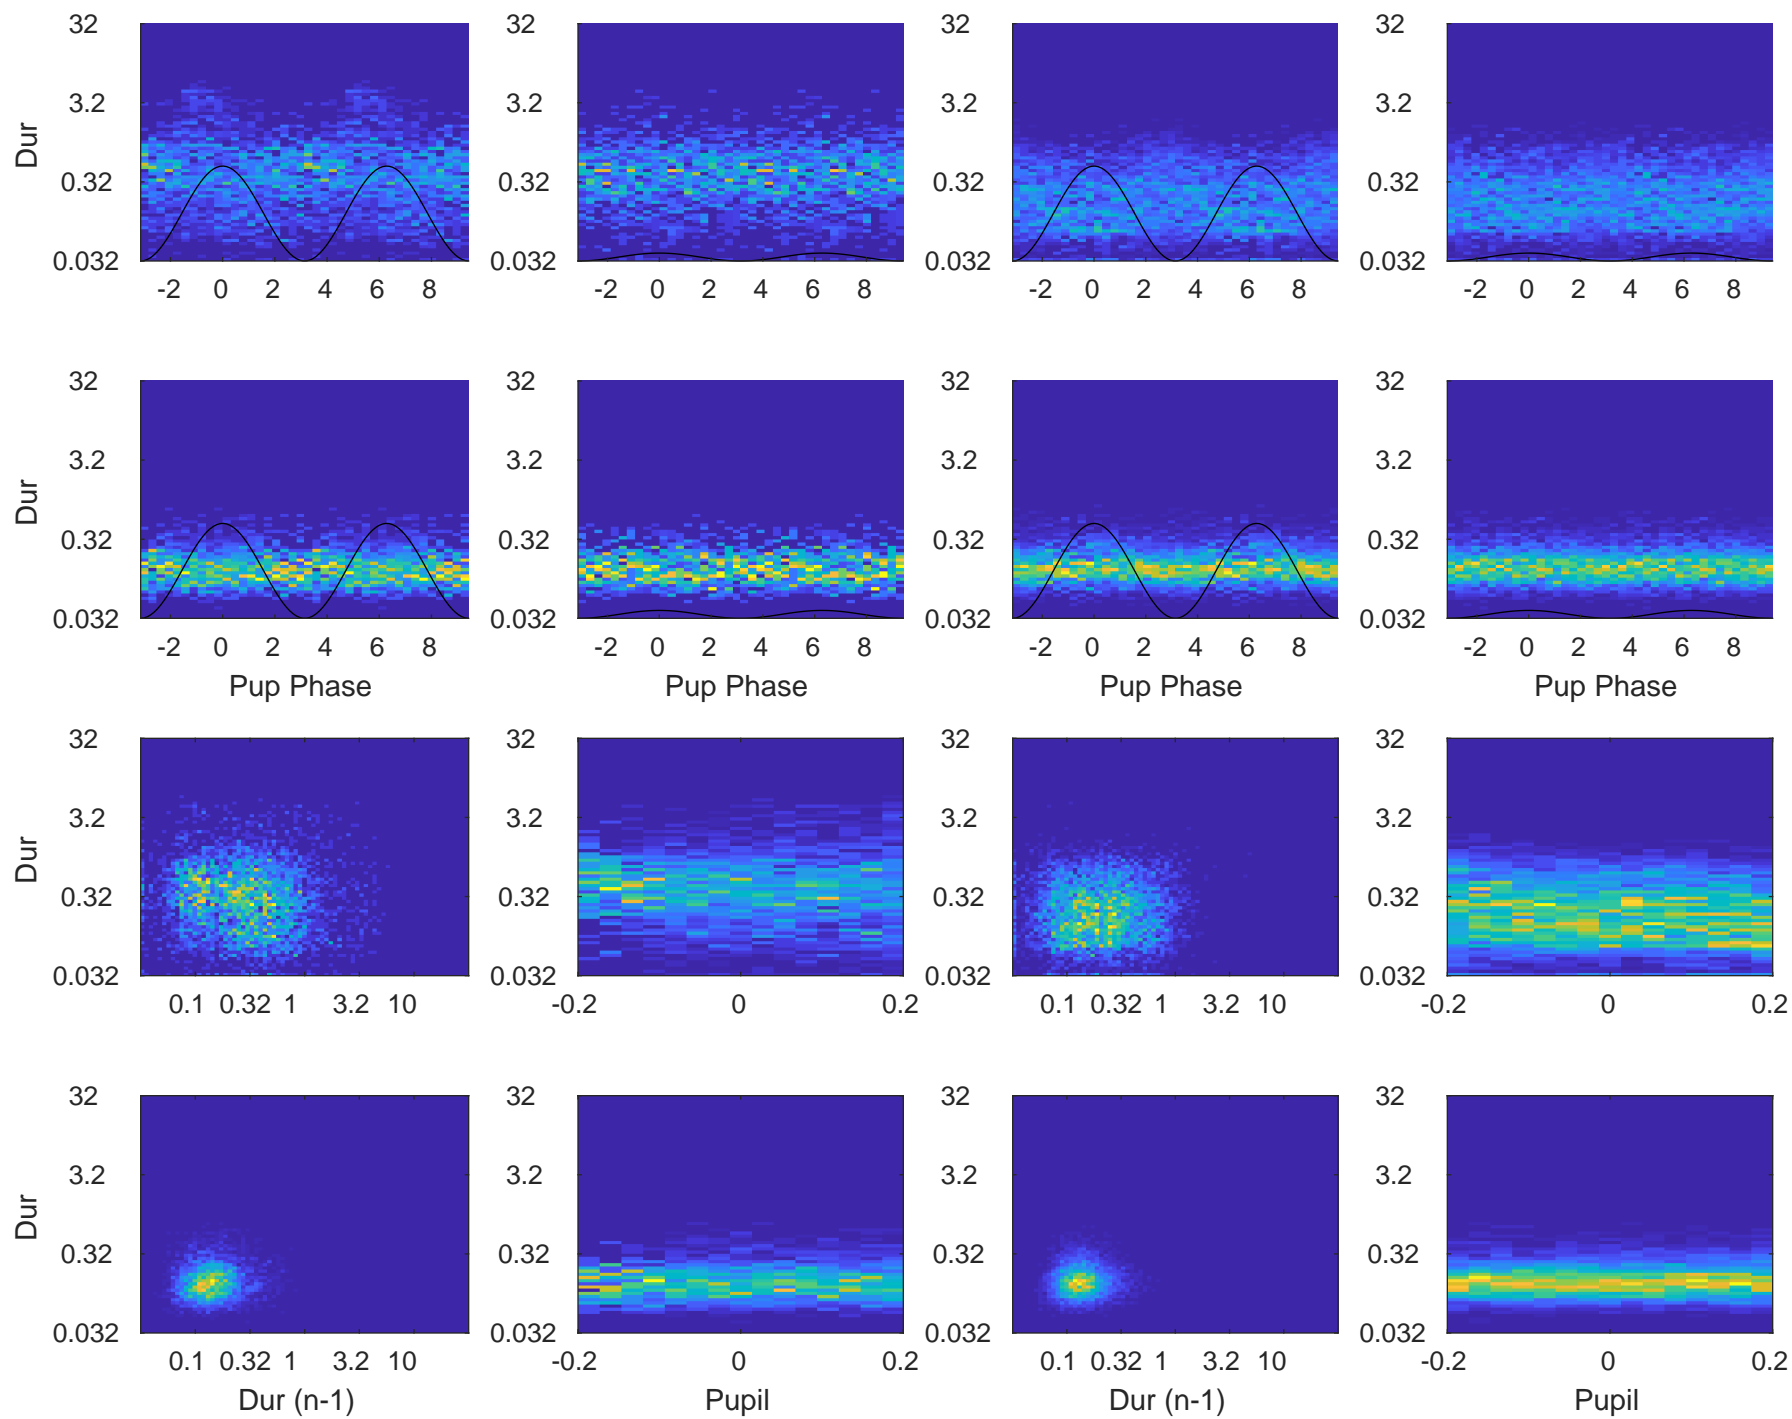 32 32 32 32
3.2 3.2 3.2 3.2
Dur
0.32 0.32 0.32 0.32
0.032 0.032 0.032 0.032
-2 0 2 4 6 8 -2 0 2 4 6 8 -2 0 2 4 6 8 -2 0 2 4 6 8
32 32 32 32
3.2 3.2 3.2 3.2
Dur
0.32 0.32 0.32 0.32
0.032 0.032 0.032 0.032
-2 0 2 4 6 8 -2 0 2 4 6 8 -2 0 2 4 6 8 -2 0 2 4 6 8
Pup Phase Pup Phase Pup Phase Pup Phase
32 32 32 32
3.2 3.2 3.2 3.2
Dur
0.32 0.32 0.32 0.32
0.032 0.032 0.032 0.032
0.1 0.32 1 3.2 10 -0.2 0 0.2 0.1 0.32 1 3.2 10 -0.2 0 0.2
32 32 32 32
3.2 3.2 3.2 3.2
Dur
0.32 0.32 0.32 0.32
0.032 0.032 0.032 0.032
0.1 0.32 1 3.2 10 -0.2 0 0.2 0.1 0.32 1 3.2 10 -0.2 0 0.2
Dur (n-1) Pupil Dur (n-1) Pupil